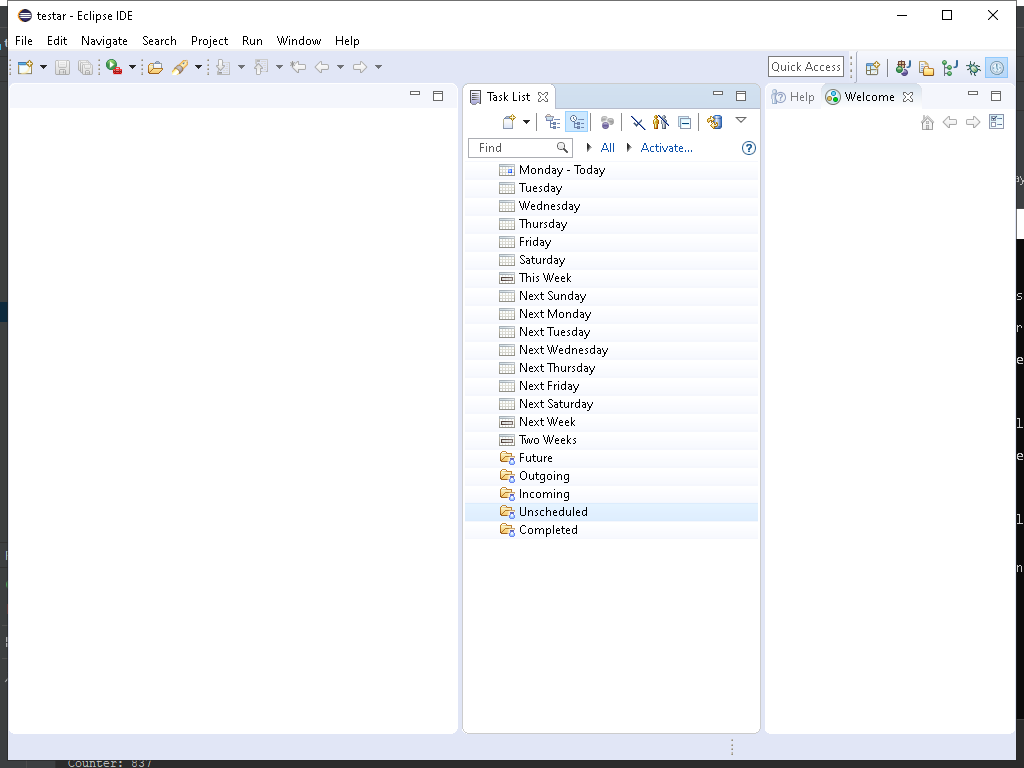 testar - Eclipse IDE
File Edit Navigate Search Project Run Window Help
Quick Access
Task List
Help Welcome
Find All Activate...
Monday - Today
Tuesday
Wednesday
Thursday
Friday
Saturday
This Week
Next Sunday
Next Monday
Next Tuesday
Next Wednesday
Next Thursday
Next Friday
Next Saturday
Next Week
Two Weeks
Future
Outgoing
Incoming
Unscheduled
Completed
Counter: 837